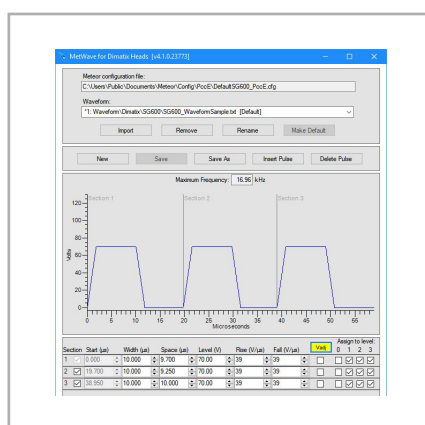 MetWave for Dimatix Heads [v4.1.0.23773]
Meteor configuration file:
C:\Users\Public\Documents\Meteor\Config\PccE\DefaultSG600_PccE.cfg
Waveform:
*1: Waveform\Dimatix\SG600\SG600_WaveformSample.txt [Default]
Import Remove Rename Make Default
New Save Save As Insert Pulse Delete Pulse
Maximum Frequency: 16.96 kHz
Section 1 Section 2 Section 3
120
100
80
60
40
20
0
Volts
0 5 10 15 20 25 30 35 40 45 50 55
Microseconds
Assign to level:
Section Start (µs) Width (µs) Space (µs) Level (V) Rise (V/µs) Fall (V/µs) Vadj 0 1 2 3
1 0.000 10.000 9.700 70.00 39 39
2 19.700 10.000 9.250 70.00 39 39
3 38.950 10.000 10.000 70.00 39 39